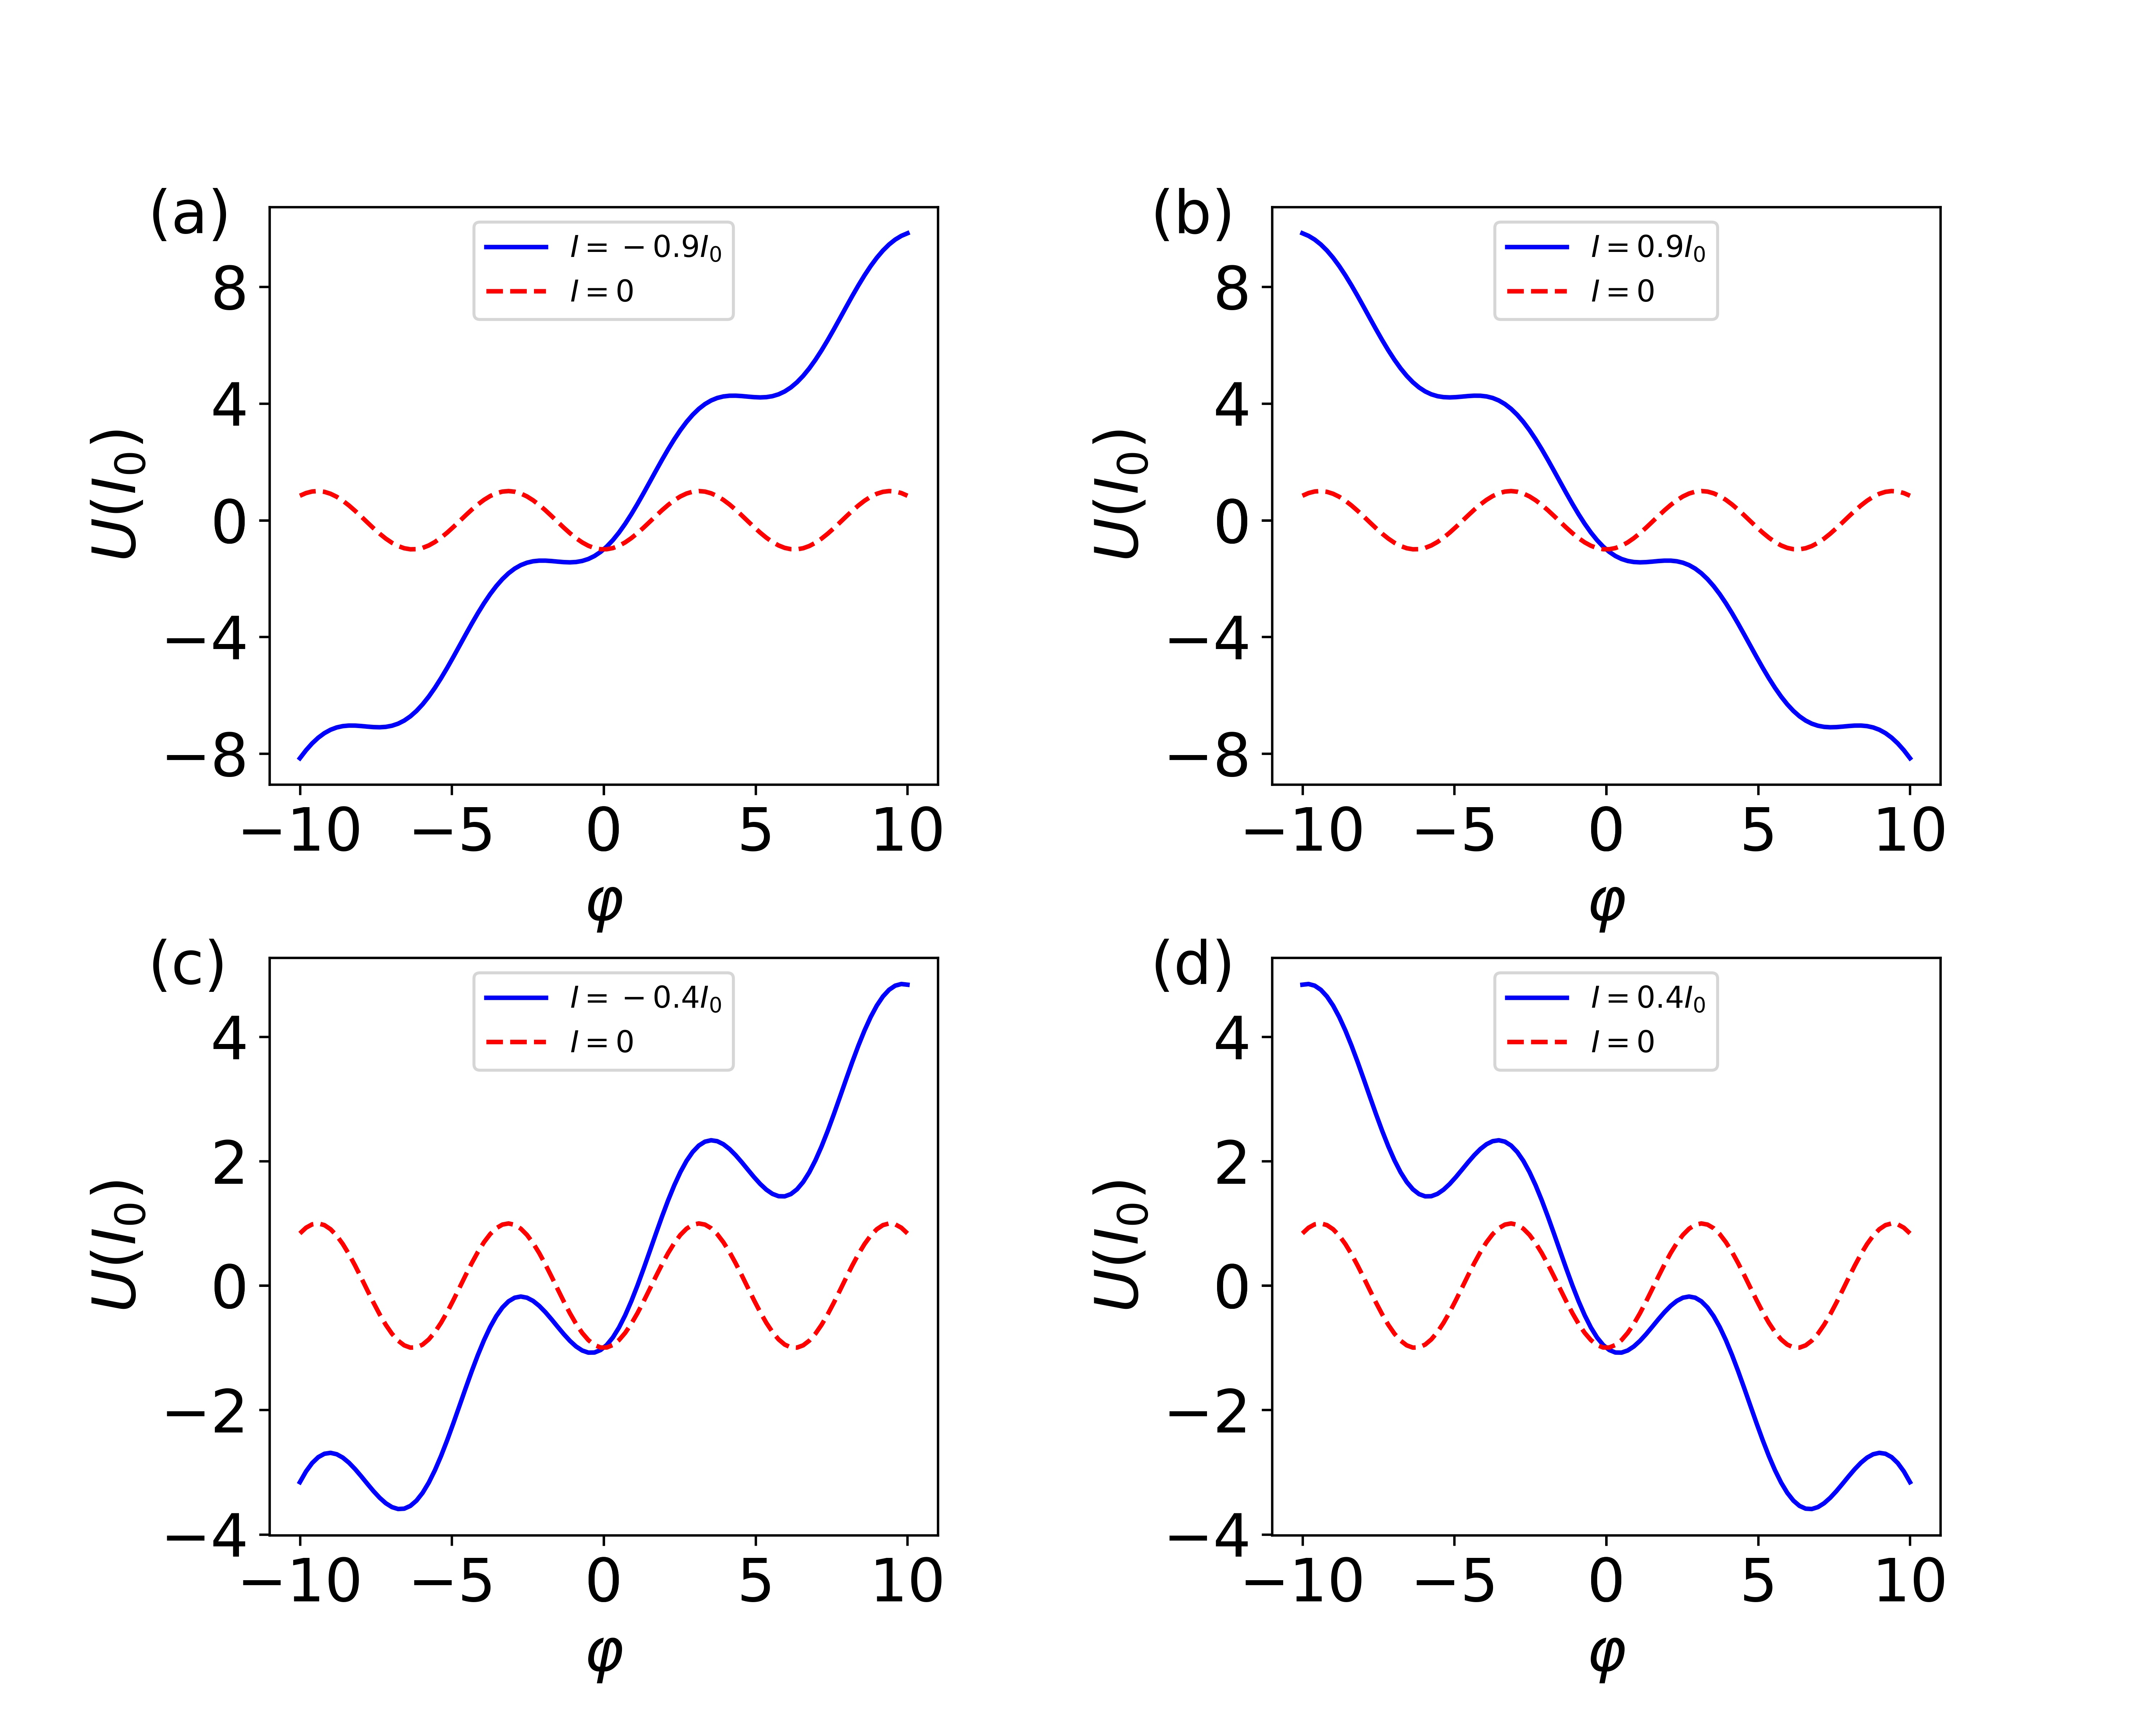 (a)
I = −0.9I₀
I = 0
8
4
0
−4
−8
U(I₀)
−10 −5 0 5 10
φ
(b)
I = 0.9I₀
I = 0
8
4
0
−4
−8
U(I₀)
−10 −5 0 5 10
φ
(c)
I = −0.4I₀
I = 0
4
2
0
−2
−4
U(I₀)
−10 −5 0 5 10
φ
(d)
I = 0.4I₀
I = 0
4
2
0
−2
−4
U(I₀)
−10 −5 0 5 10
φ